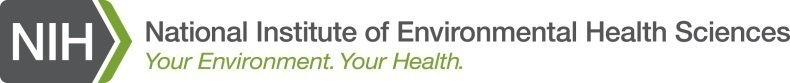 NIH National Institute of Environmental Health Sciences
Your Environment. Your Health.